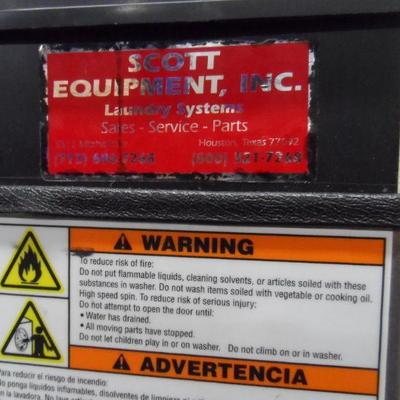 SCOTT
EQUIPMENT, INC.
Laundry Systems
Sales - Service - Parts
Houston, Texas 77092
WARNING
To reduce risk of fire:
Do not put flammable liquids, cleaning solvents, or articles soiled with these
substances in washer. Do not wash items soiled with vegetable or cooking oil.
High speed spin. To reduce risk of serious injury:
Do not attempt to open the door until:
• Water has drained.
• All moving parts have stopped.
Do not let children play in or on washer. Do not climb on or in washer.
ADVERTENCIA
Para reducir el riesgo de incendio:
No ponga líquidos inflamables, disolventes de
en la lavadora. No lave